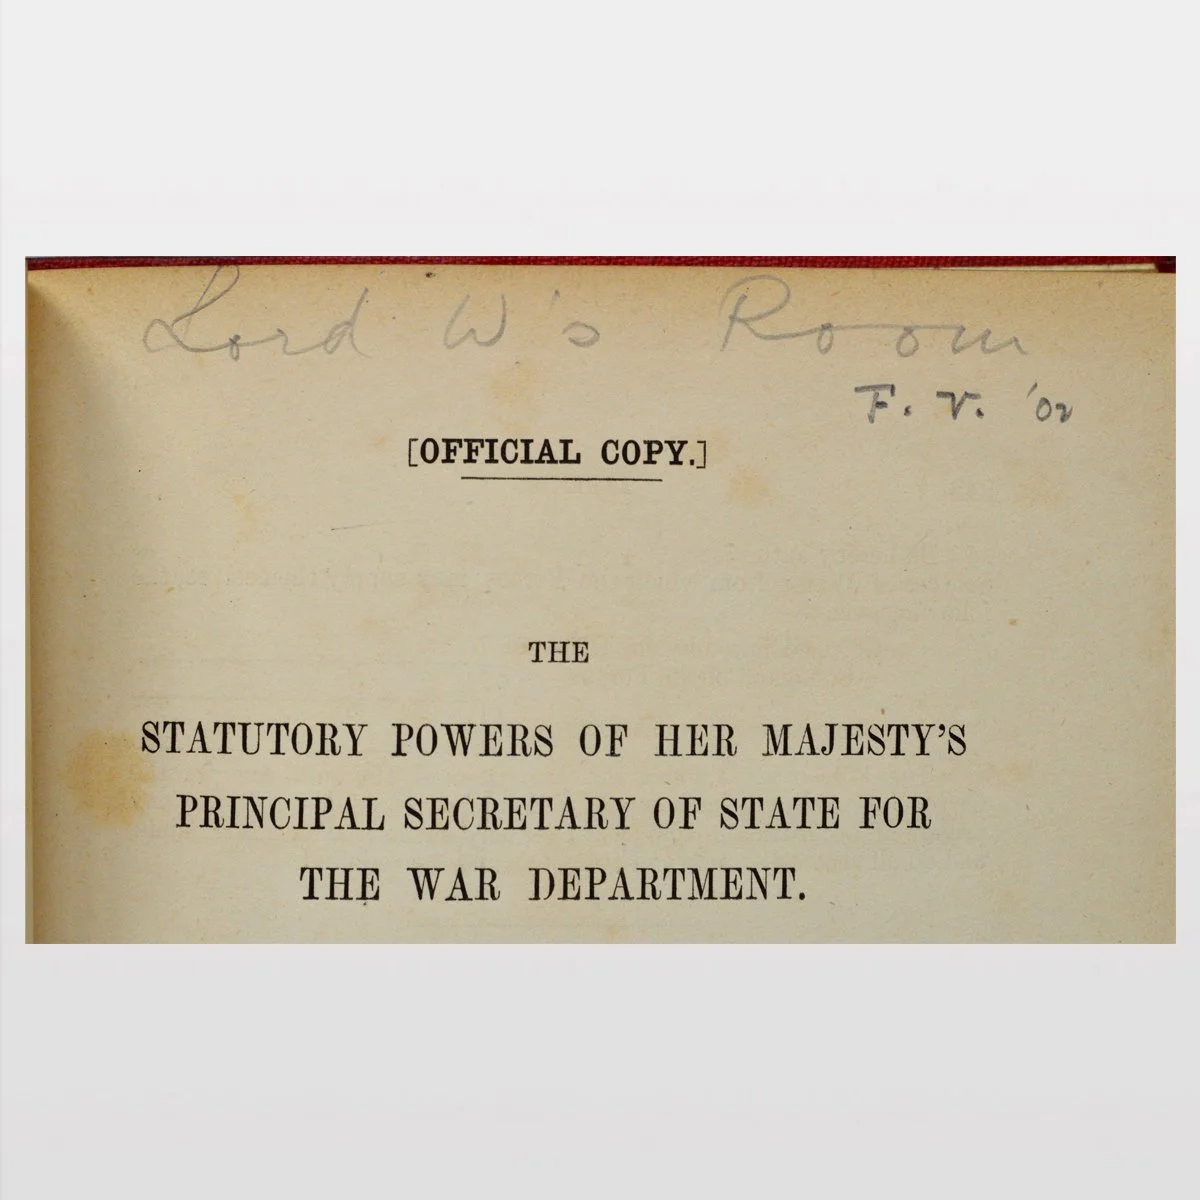 Lord W's Room
F. V. '02
[OFFICIAL COPY.]
THE
STATUTORY POWERS OF HER MAJESTY'S
PRINCIPAL SECRETARY OF STATE FOR
THE WAR DEPARTMENT.